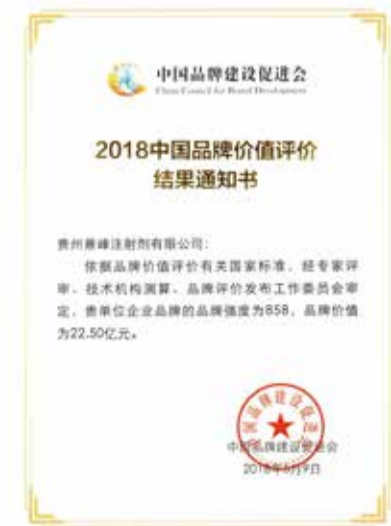 中国品牌建设促进会
China Council for Brand Development
2018中国品牌价值评价
结果通知书
贵州景峰注射剂有限公司:
依据品牌价值评价有关国家标准,经专家评
审、技术机构测算、品牌评价发布工作委员会审
定,贵单位企业品牌的品牌强度为858,品牌价值
为22.50亿元。
中国品牌建设促进会
2018年5月9日